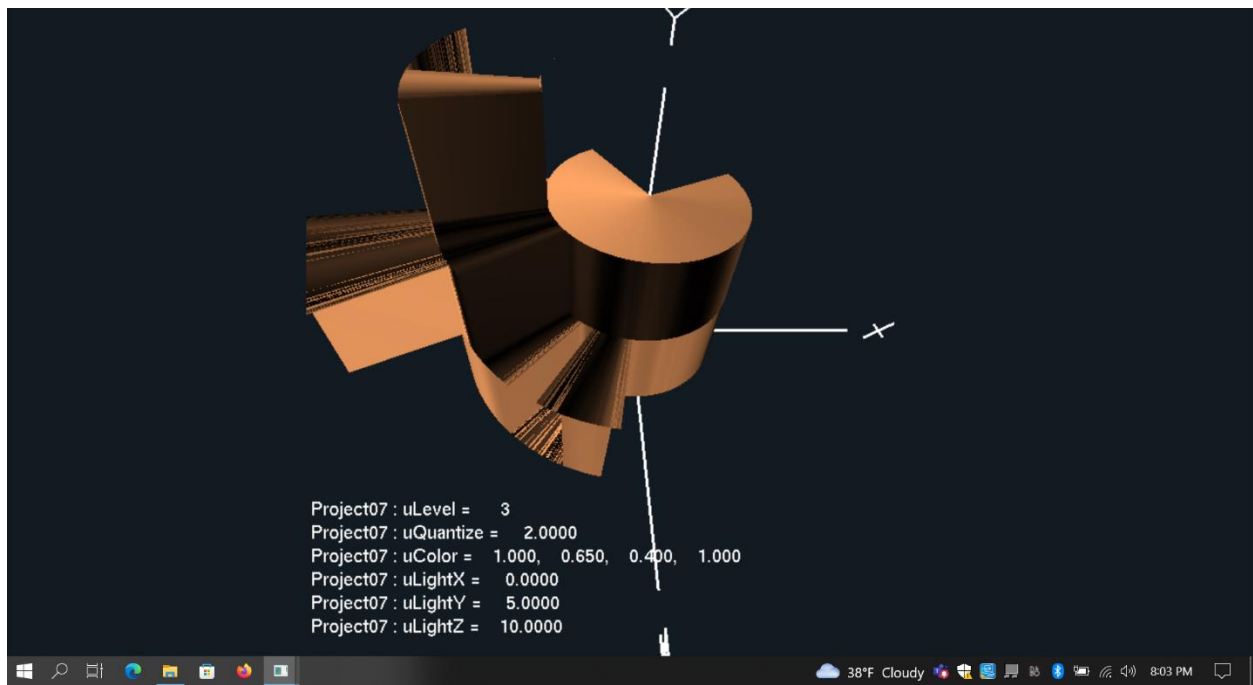 Y
X
Project07 : uLevel = 3
Project07 : uQuantize = 2.0000
Project07 : uColor = 1.000, 0.650, 0.400, 1.000
Project07 : uLightX = 0.0000
Project07 : uLightY = 5.0000
Project07 : uLightZ = 10.0000
38°F Cloudy 8:03 PM